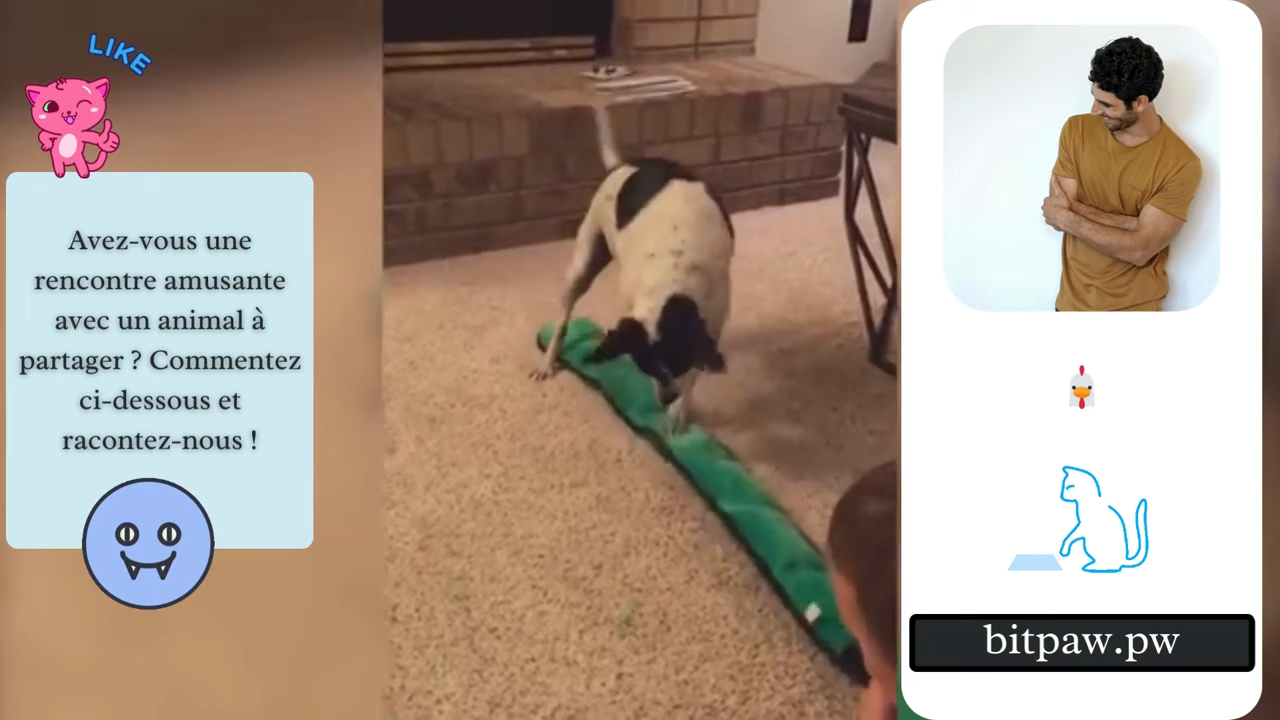 LIKE
Avez-vous une
rencontre amusante
avec un animal à
partager ? Commentez
ci-dessous et
racontez-nous !
bitpaw.pw